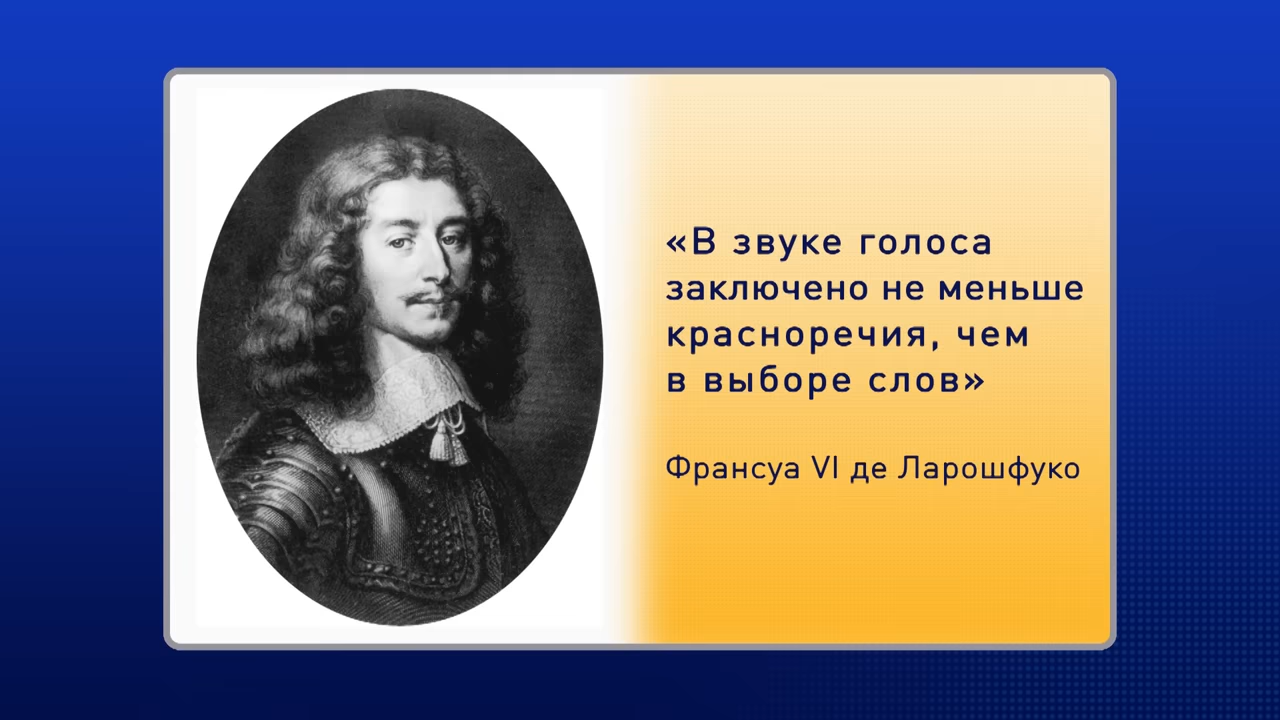 «В звуке голоса
заключено не меньше
красноречия, чем
в выборе слов»
Франсуа VI де Ларошфуко